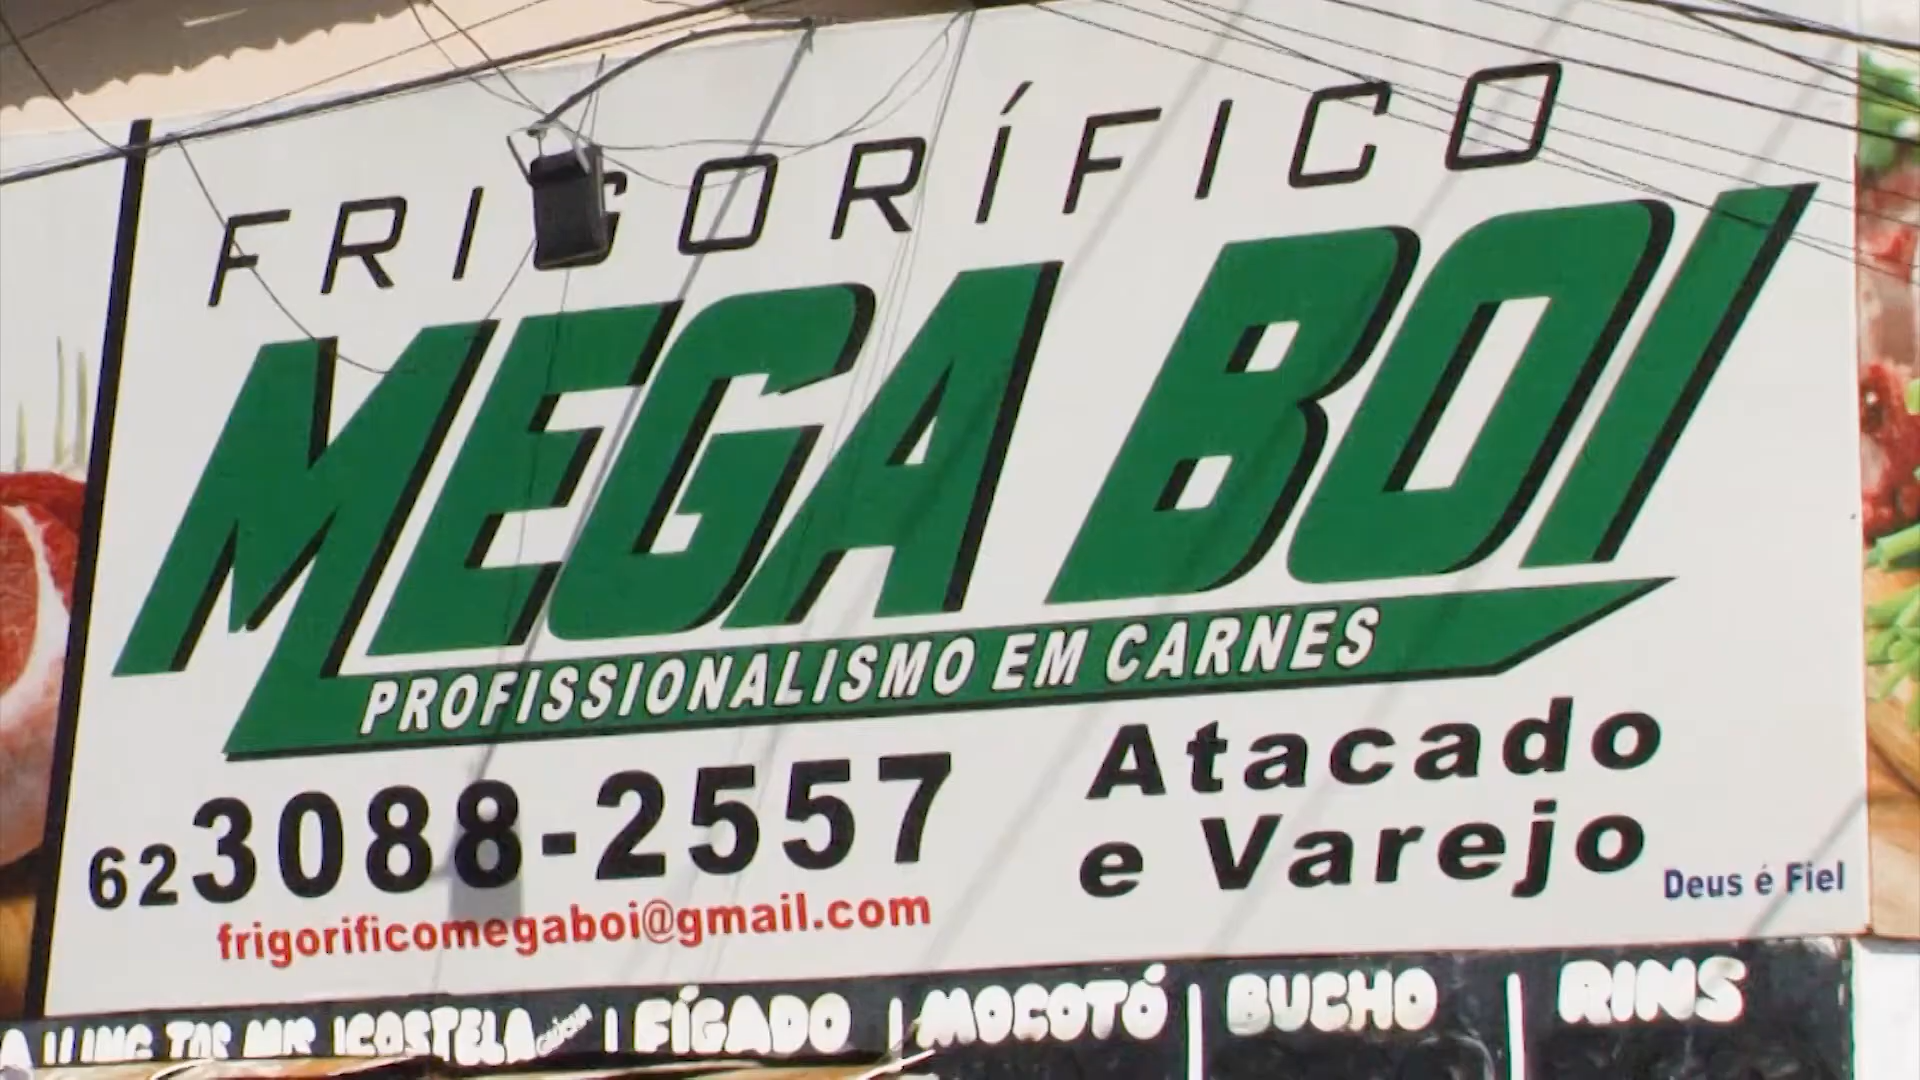 FRIGORÍFICO
MEGA BOI
PROFISSIONALISMO EM CARNES
62 3088-2557
Atacado
e Varejo
frigorificomegaboi@gmail.com
Deus é Fiel
COSTELA | FÍGADO | MOCOTÓ | BUCHO | RINS